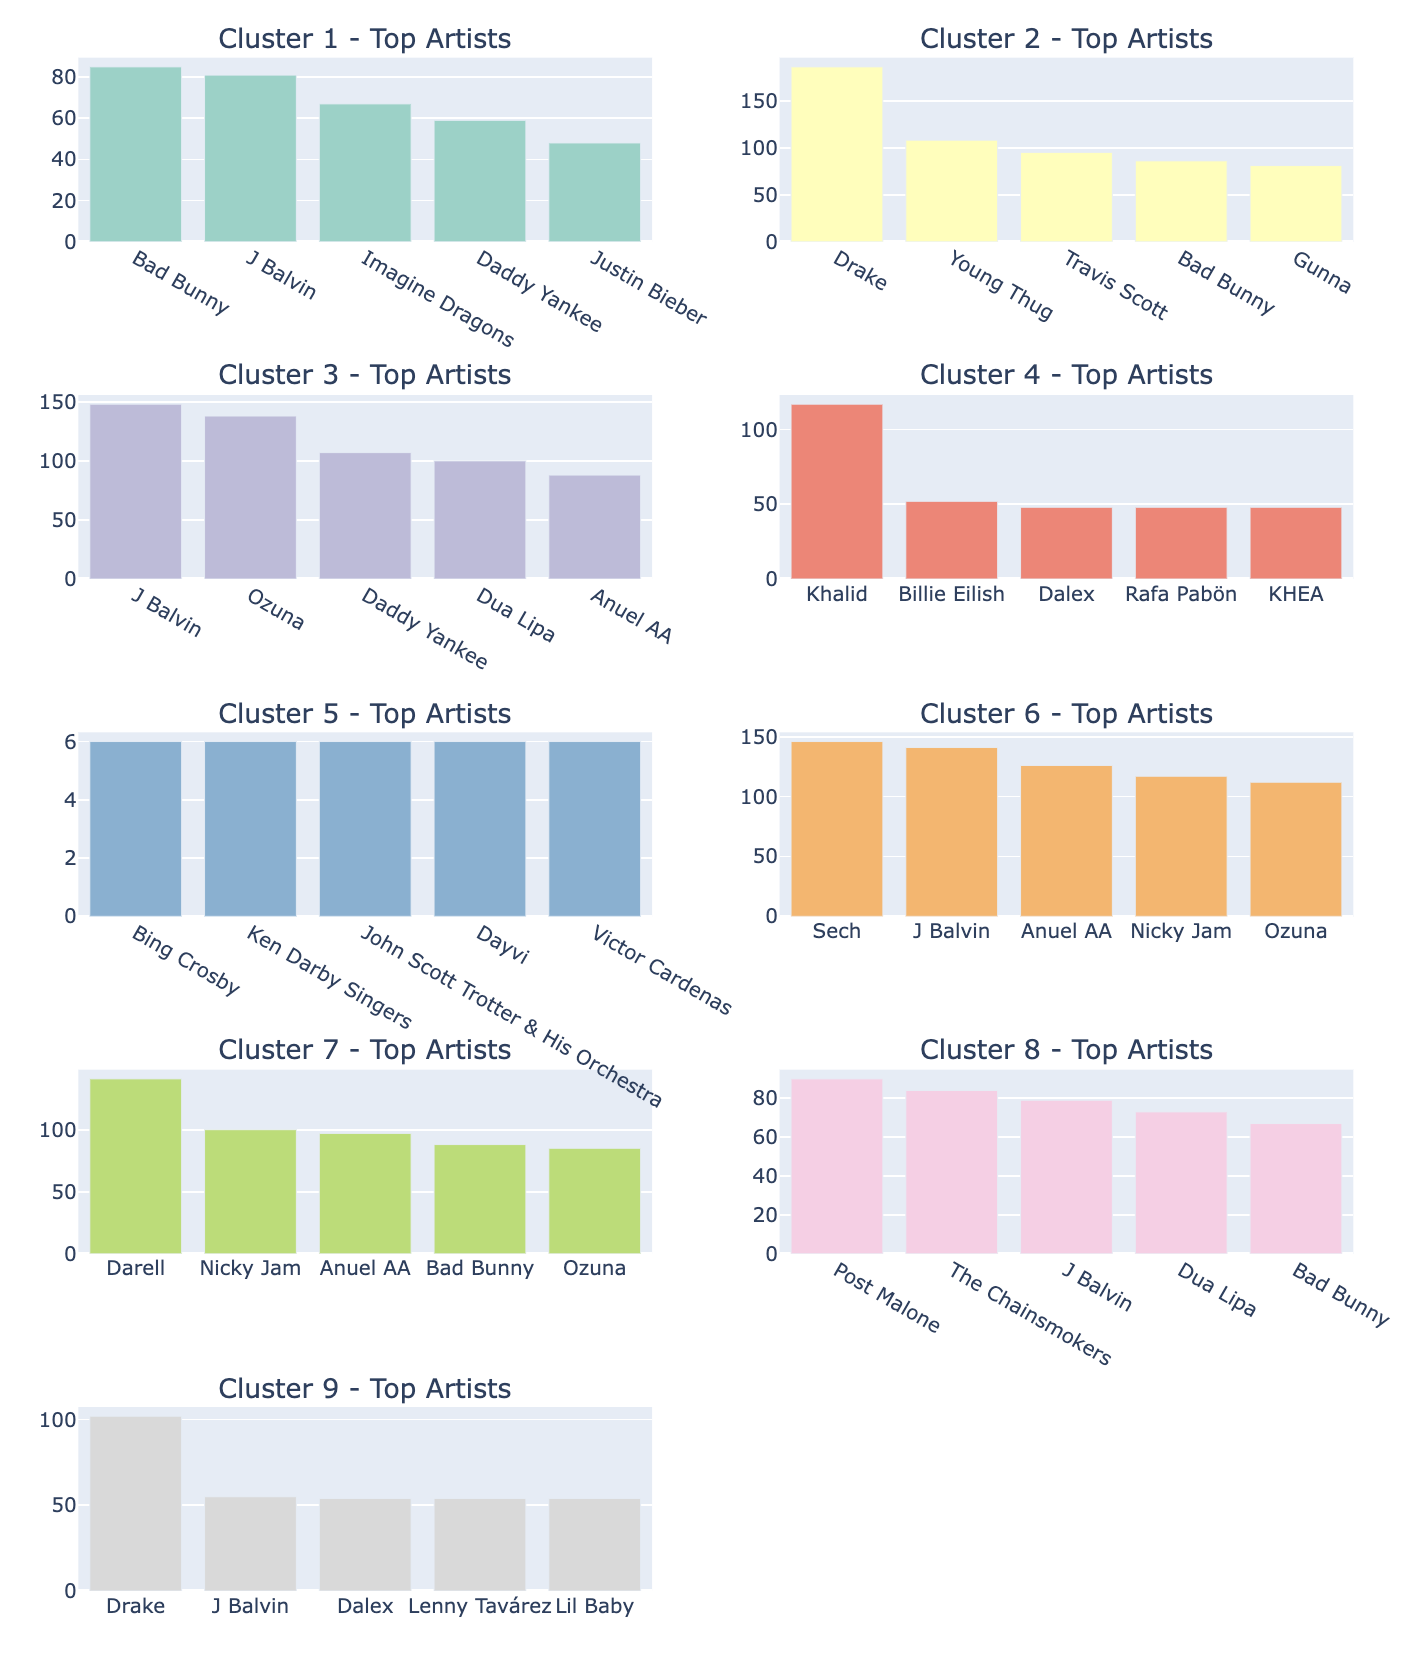 Cluster 1 - Top Artists
80
60
40
20
0
Bad Bunny
J Balvin
Imagine Dragons
Daddy Yankee
Justin Bieber
Cluster 2 - Top Artists
150
100
50
0
Drake
Young Thug
Travis Scott
Bad Bunny
Gunna
Cluster 3 - Top Artists
150
100
50
0
J Balvin
Ozuna
Daddy Yankee
Dua Lipa
Anuel AA
Cluster 4 - Top Artists
100
50
0
Khalid
Billie Eilish
Dalex
Rafa Pabön
KHEA
Cluster 5 - Top Artists
6
4
2
0
Bing Crosby
Ken Darby Singers
John Scott Trotter & His Orchestra
Dayvi
Victor Cardenas
Cluster 6 - Top Artists
150
100
50
0
Sech
J Balvin
Anuel AA
Nicky Jam
Ozuna
Cluster 7 - Top Artists
100
50
0
Darell
Nicky Jam
Anuel AA
Bad Bunny
Ozuna
Cluster 8 - Top Artists
80
60
40
20
0
Post Malone
The Chainsmokers
J Balvin
Dua Lipa
Bad Bunny
Cluster 9 - Top Artists
100
50
0
Drake
J Balvin
Dalex
Lenny Tavárez
Lil Baby